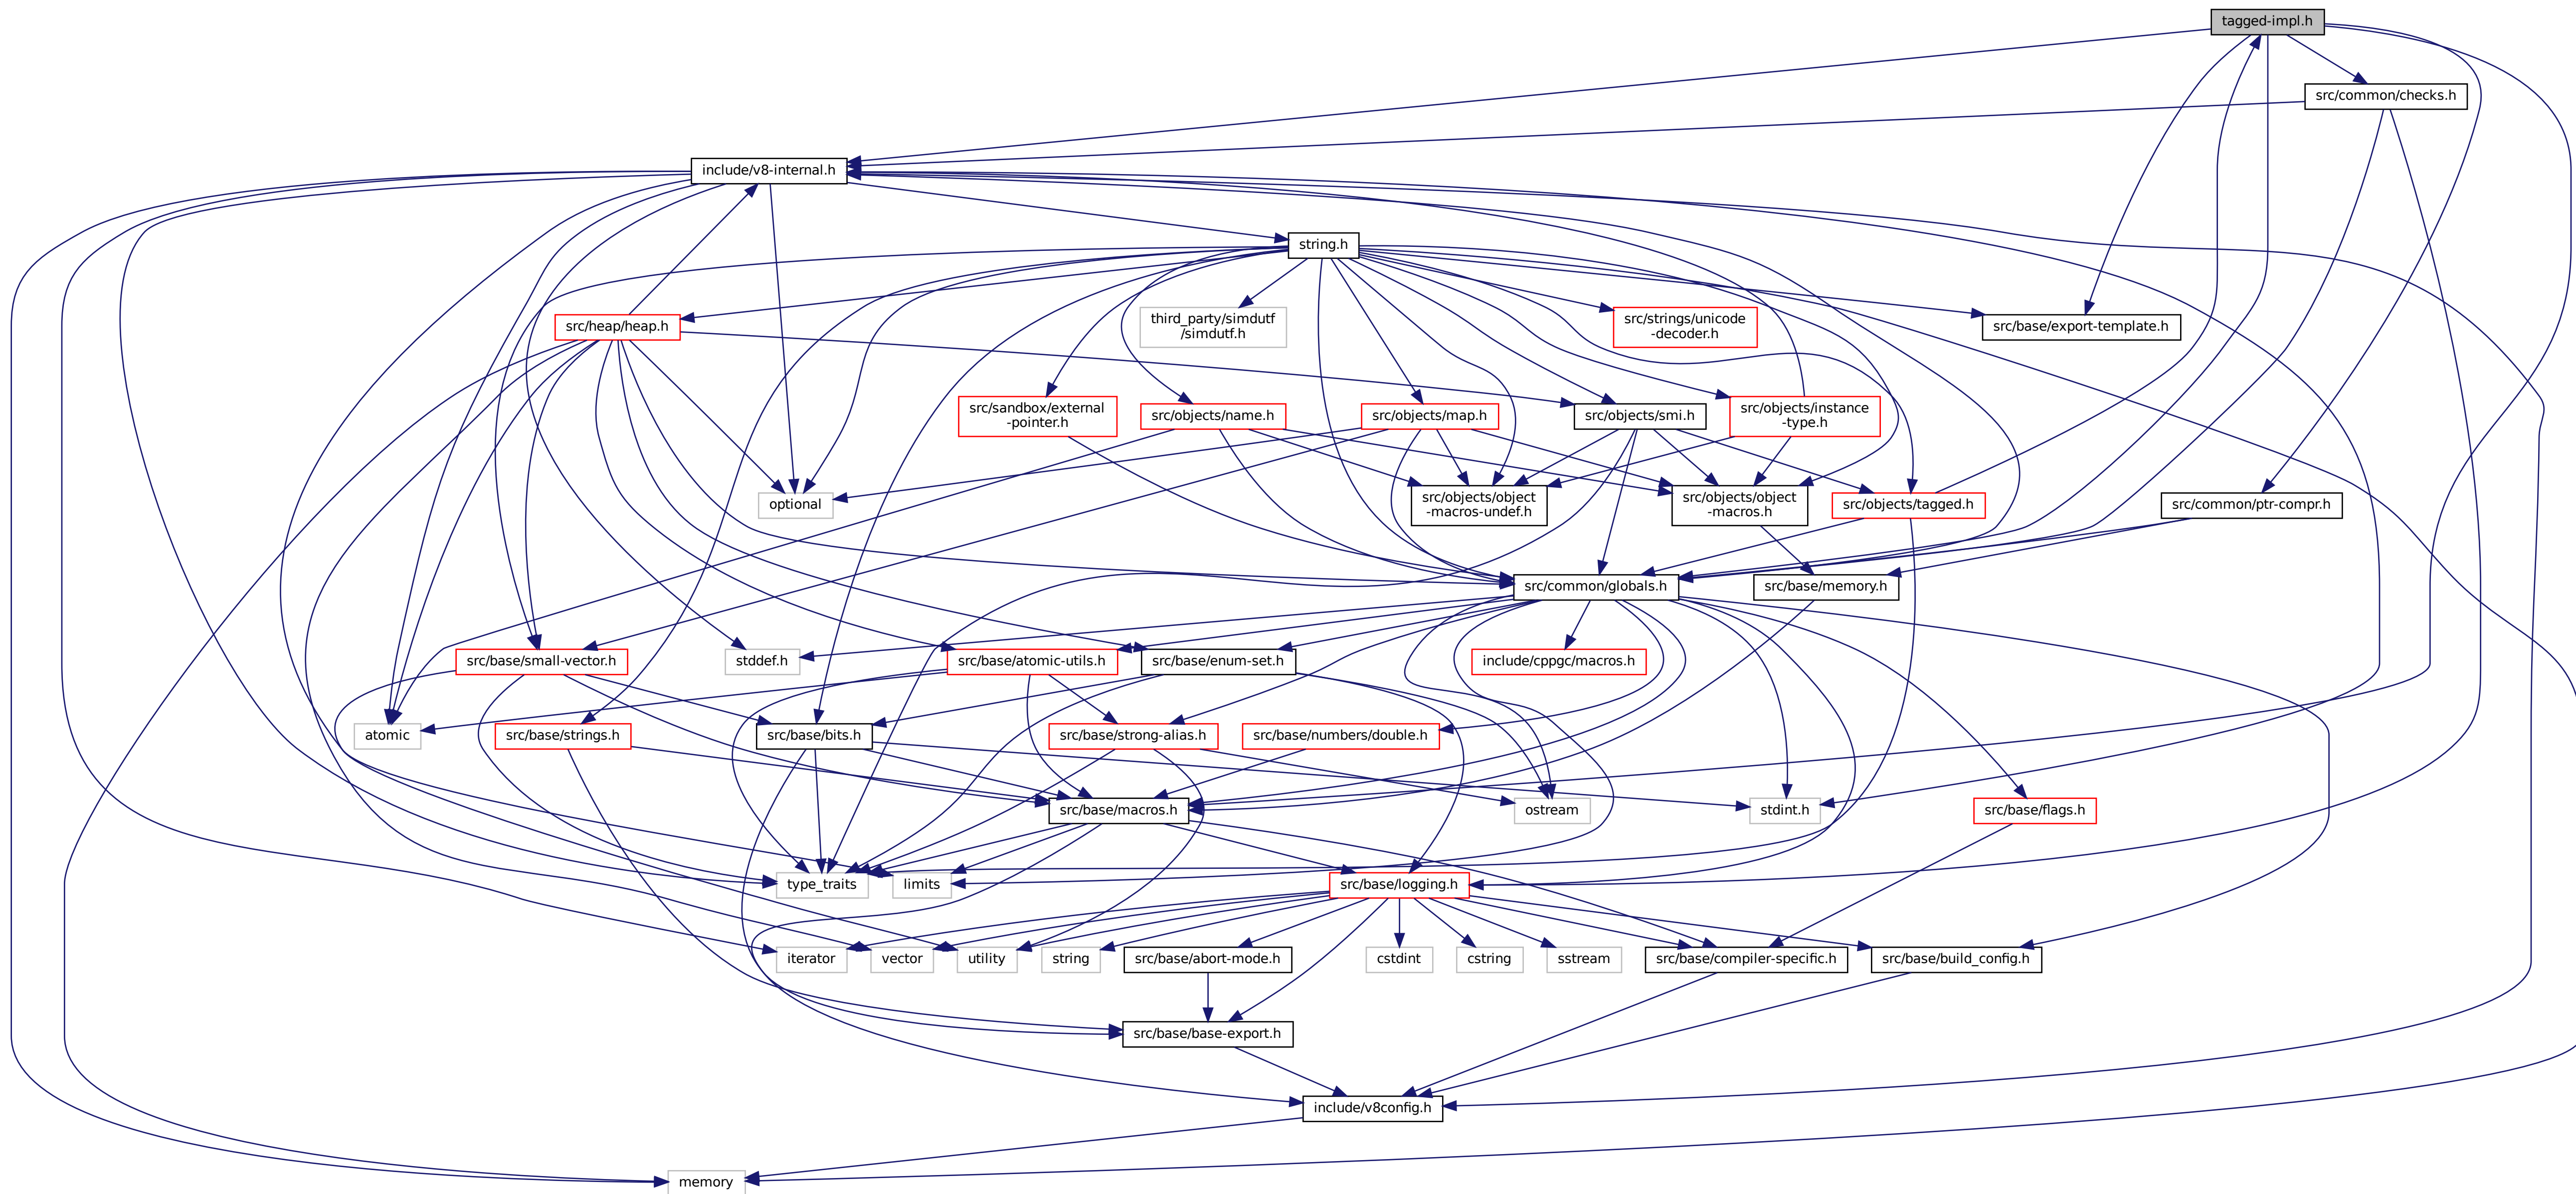 tagged-impl.h
src/common/checks.h
include/v8-internal.h
string.h
src/heap/heap.h
third_party/simdutf
/simdutf.h
src/strings/unicode
-decoder.h
src/base/export-template.h
src/sandbox/external
-pointer.h
src/objects/name.h
src/objects/map.h
src/objects/smi.h
src/objects/instance
-type.h
optional
src/objects/object
-macros-undef.h
src/objects/object
-macros.h
src/objects/tagged.h
src/common/ptr-compr.h
src/common/globals.h
src/base/memory.h
src/base/small-vector.h
stddef.h
src/base/atomic-utils.h
src/base/enum-set.h
include/cppgc/macros.h
atomic
src/base/strings.h
src/base/bits.h
src/base/strong-alias.h
src/base/numbers/double.h
src/base/macros.h
ostream
stdint.h
src/base/flags.h
type_traits
limits
src/base/logging.h
iterator
vector
utility
string
src/base/abort-mode.h
cstdint
cstring
sstream
src/base/compiler-specific.h
src/base/build_config.h
src/base/base-export.h
include/v8config.h
memory